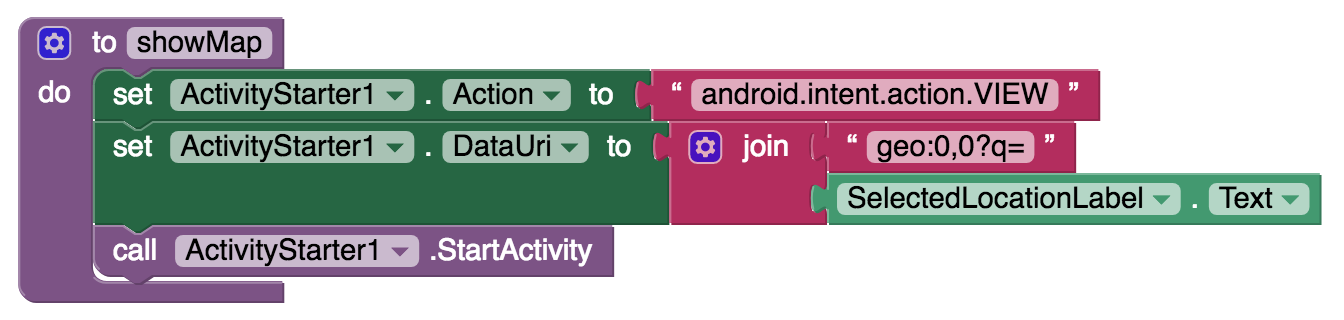 to showMap
do set ActivityStarter1 . Action to “ android.intent.action.VIEW ”
set ActivityStarter1 . DataUri to join “ geo:0,0?q= ”
SelectedLocationLabel . Text
call ActivityStarter1 .StartActivity